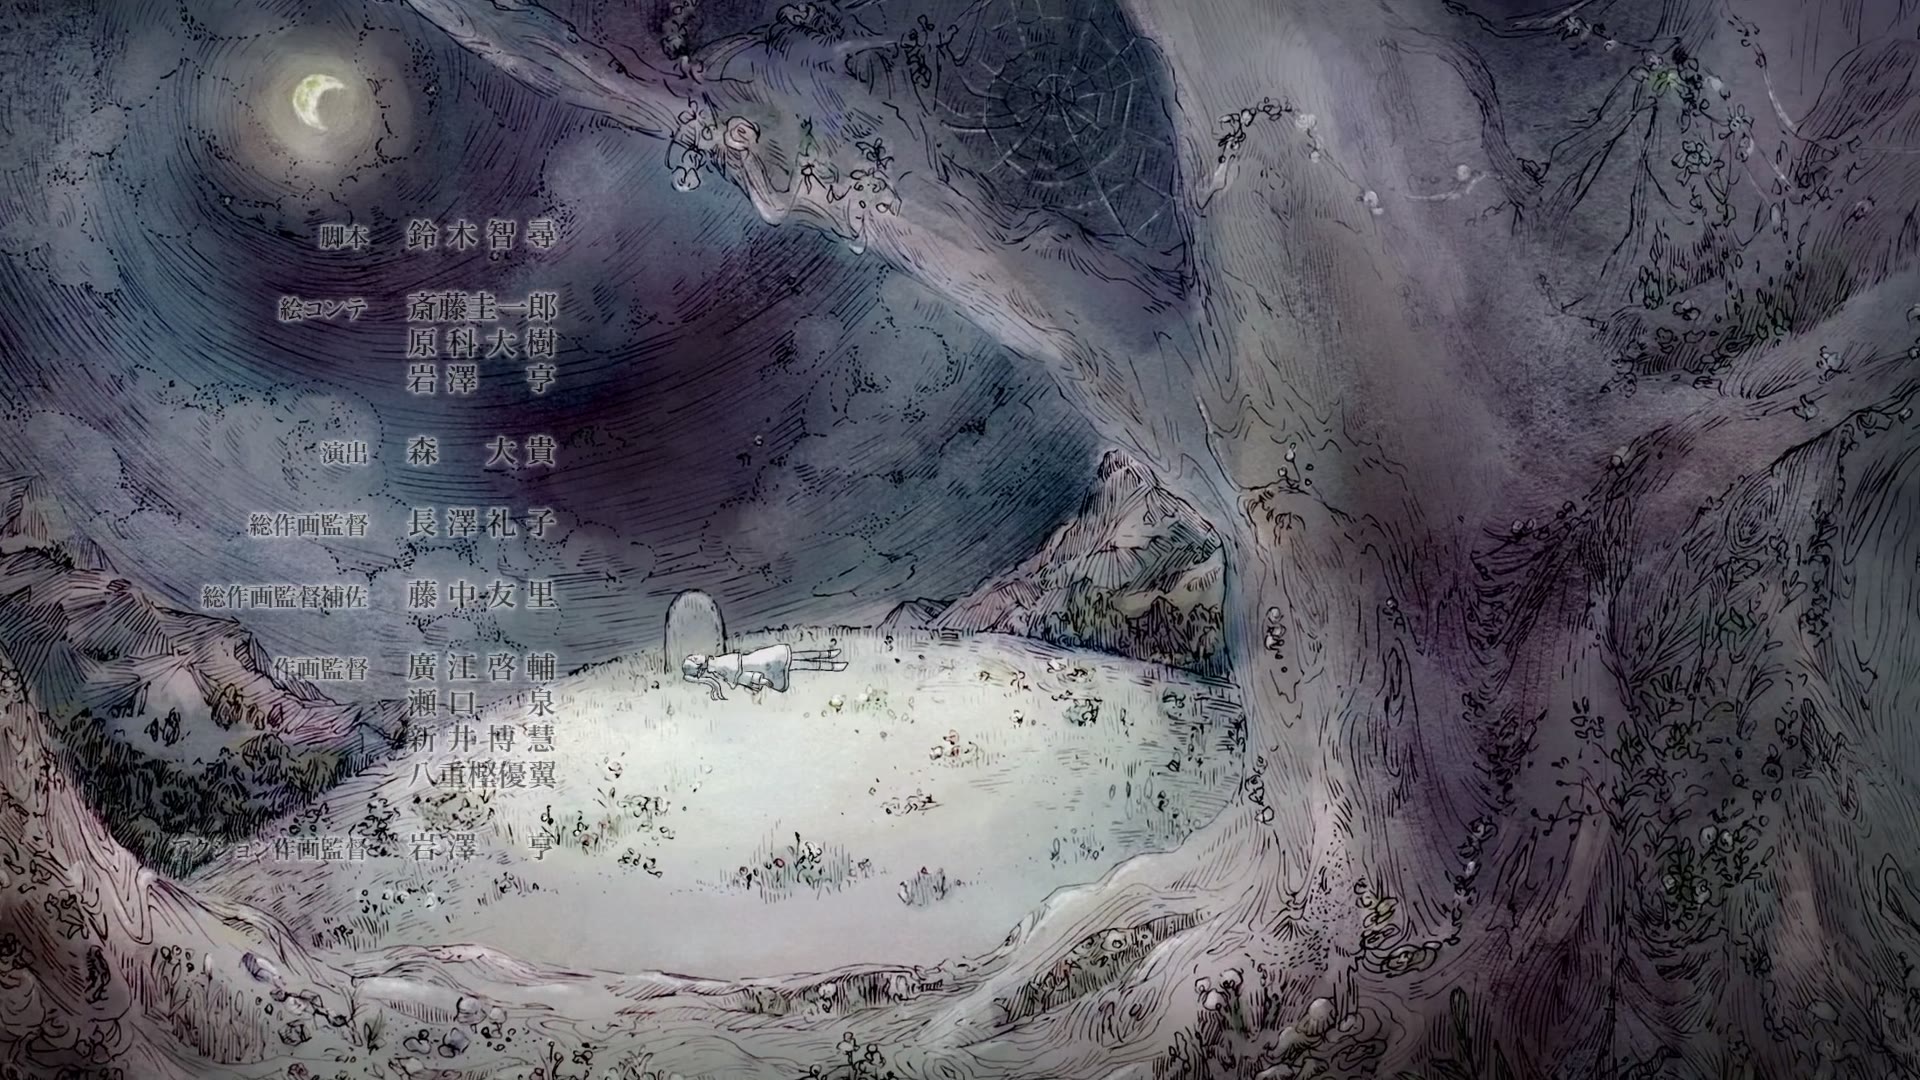 脚本 鈴木智尋
絵コンテ 斎藤圭一郎
原科大樹
岩澤亨
演出 森大貴
総作画監督 長澤礼子
総作画監督補佐 藤中友里
作画監督 廣江啓輔
瀬口泉
新井博慧
八重樫優翼
アクション作画監督 岩澤亨